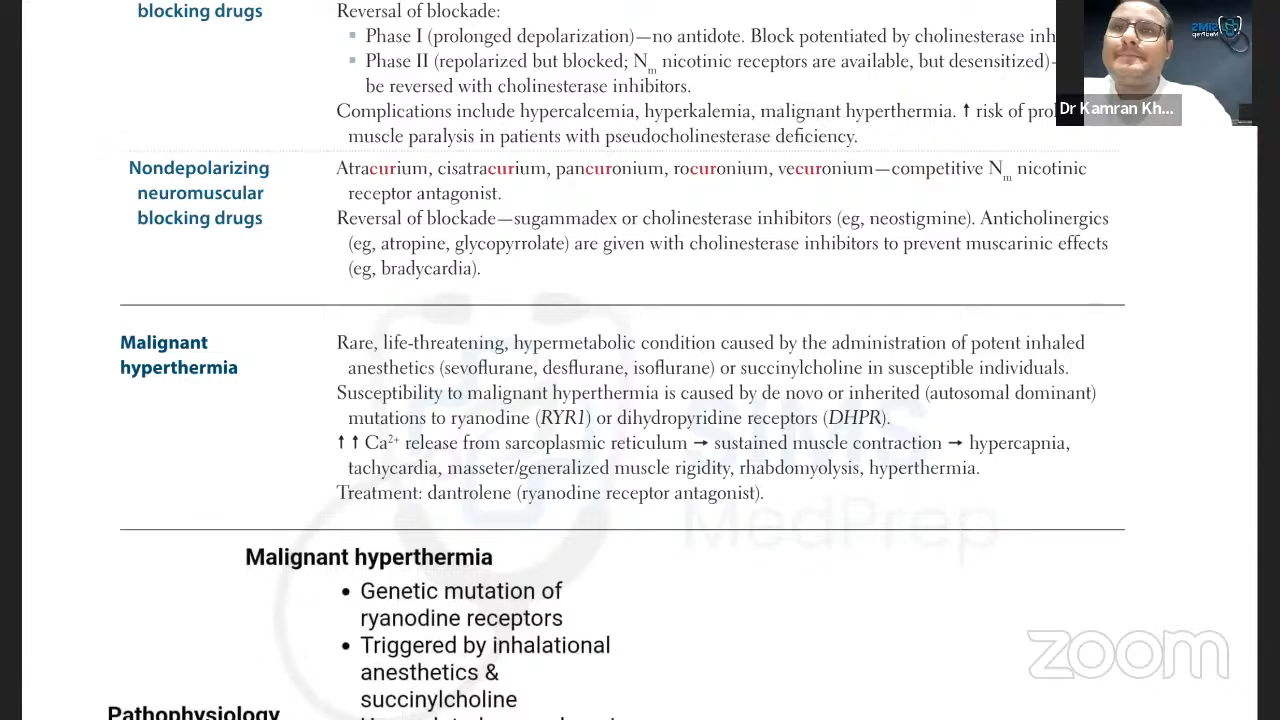 blocking drugs
Reversal of blockade:
▪ Phase I (prolonged depolarization)—no antidote. Block potentiated by cholinesterase inh
▪ Phase II (repolarized but blocked; Nm nicotinic receptors are available, but desensitized)-
be reversed with cholinesterase inhibitors.
Complications include hypercalcemia, hyperkalemia, malignant hyperthermia. ↑ risk of prol
muscle paralysis in patients with pseudocholinesterase deficiency.
Dr Kamran Kh...
SIMS
MedPrep
Nondepolarizing
neuromuscular
blocking drugs
Atracurium, cisatracurium, pancuronium, rocuronium, vecuronium—competitive Nm nicotinic
receptor antagonist.
Reversal of blockade—sugammadex or cholinesterase inhibitors (eg, neostigmine). Anticholinergics
(eg, atropine, glycopyrrolate) are given with cholinesterase inhibitors to prevent muscarinic effects
(eg, bradycardia).
Malignant
hyperthermia
Rare, life-threatening, hypermetabolic condition caused by the administration of potent inhaled
anesthetics (sevoflurane, desflurane, isoflurane) or succinylcholine in susceptible individuals.
Susceptibility to malignant hyperthermia is caused by de novo or inherited (autosomal dominant)
mutations to ryanodine (RYR1) or dihydropyridine receptors (DHPR).
↑↑ Ca2+ release from sarcoplasmic reticulum → sustained muscle contraction → hypercapnia,
tachycardia, masseter/generalized muscle rigidity, rhabdomyolysis, hyperthermia.
Treatment: dantrolene (ryanodine receptor antagonist).
MedPrep
Malignant hyperthermia
• Genetic mutation of
ryanodine receptors
• Triggered by inhalational
anesthetics &
succinylcholine
Pathophysiology
zoom